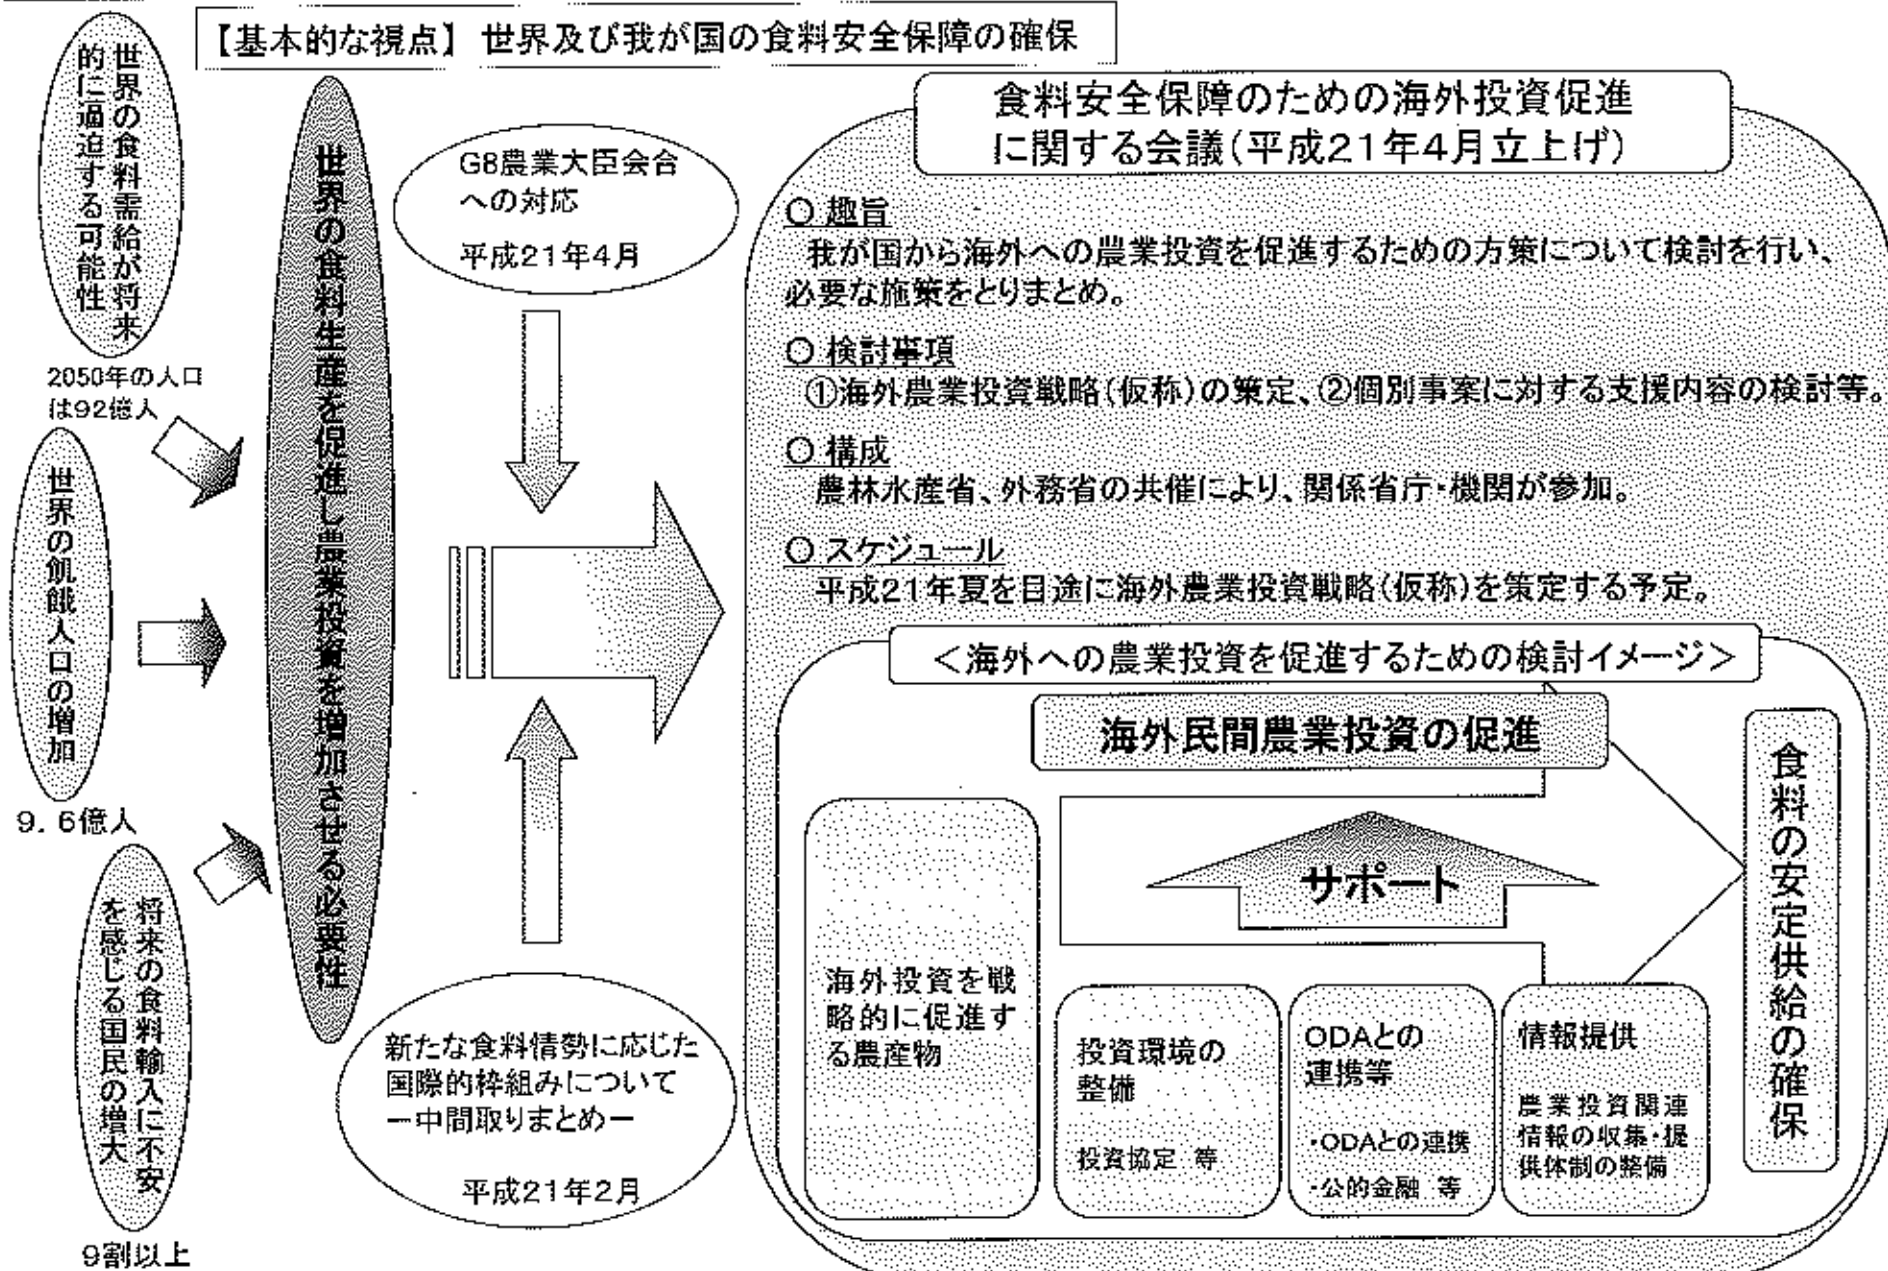 【基本的な視点】 世界及び我が国の食料安全保障の確保
世界の食料需給が将来
的に逼迫する可能性
2050年の人口
は92億人
世界の飢餓人口の増加
9．6億人
将来の食料輸入に不安
を感じる国民の増大
9割以上
世界の食料生産を促進し農業投資を増加させる必要性
G8農業大臣会合
への対応
平成21年4月
新たな食料情勢に応じた
国際的枠組みについて
ー中間取りまとめー
平成21年2月
食料安全保障のための海外投資促進
に関する会議（平成21年4月立上げ）
○ 趣旨
我が国から海外への農業投資を促進するための方策について検討を行い、
必要な施策をとりまとめ。
○ 検討事項
①海外農業投資戦略（仮称）の策定、②個別事案に対する支援内容の検討等。
○ 構成
農林水産省、外務省の共催により、関係省庁・機関が参加。
○ スケジュール
平成21年夏を目途に海外農業投資戦略（仮称）を策定する予定。
＜海外への農業投資を促進するための検討イメージ＞
海外民間農業投資の促進
サポート
海外投資を戦
略的に促進す
る農産物
投資環境の
整備
投資協定 等
ODAとの
連携等
・ODAとの連携
・公的金融 等
情報提供
農業投資関連
情報の収集・提
供体制の整備
食料の安定供給の確保